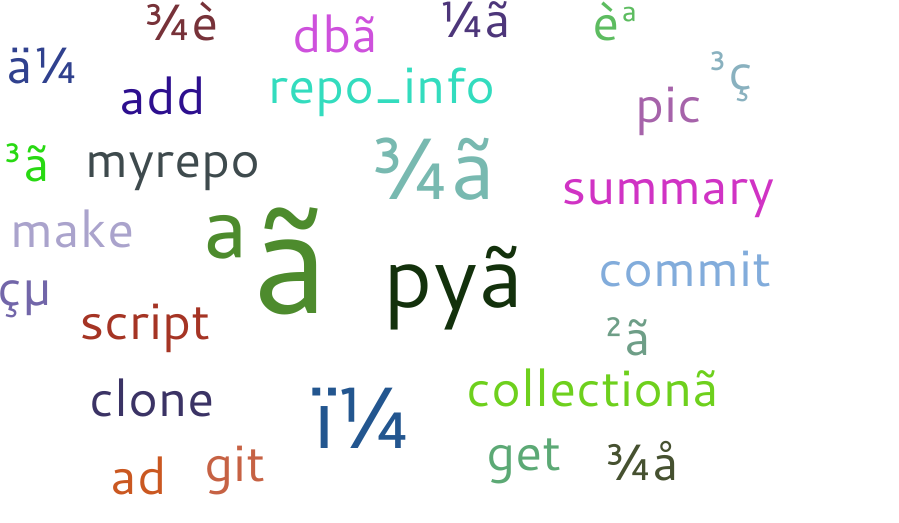 ¾è
dbã
¼ã
èª
ä¼
add
repo_info
³ç
pic
³ã
myrepo
¾ã
summary
make
aã
pyã
commit
çµ
script
²ã
clone
ï¼
collectionã
ad
git
get
¾å